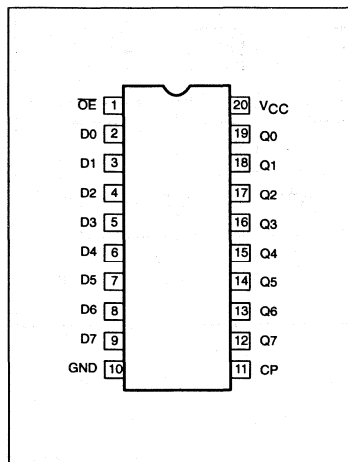 OE 1 20 VCC
D0 2 19 Q0
D1 3 18 Q1
D2 4 17 Q2
D3 5 16 Q3
D4 6 15 Q4
D5 7 14 Q5
D6 8 13 Q6
D7 9 12 Q7
GND 10 11 CP